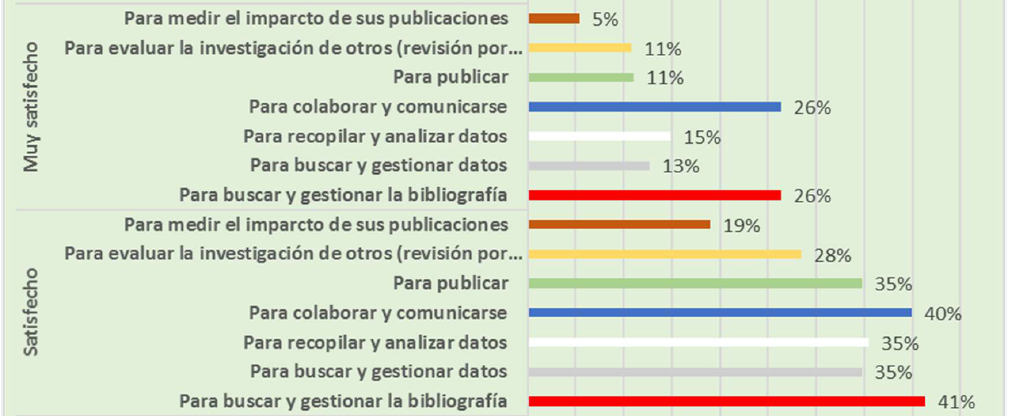 Muy satisfecho
Para medir el imparcto de sus publicaciones 5%
Para evaluar la investigación de otros (revisión por... 11%
Para publicar 11%
Para colaborar y comunicarse 26%
Para recopilar y analizar datos 15%
Para buscar y gestionar datos 13%
Para buscar y gestionar la bibliografía 26%
Satisfecho
Para medir el imparcto de sus publicaciones 19%
Para evaluar la investigación de otros (revisión por... 28%
Para publicar 35%
Para colaborar y comunicarse 40%
Para recopilar y analizar datos 35%
Para buscar y gestionar datos 35%
Para buscar y gestionar la bibliografía 41%